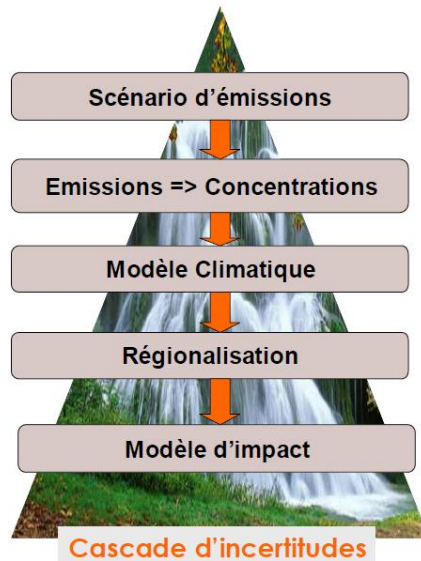 Scénario d'émissions
Emissions => Concentrations
Modèle Climatique
Régionalisation
Modèle d'impact
Cascade d'incertitudes